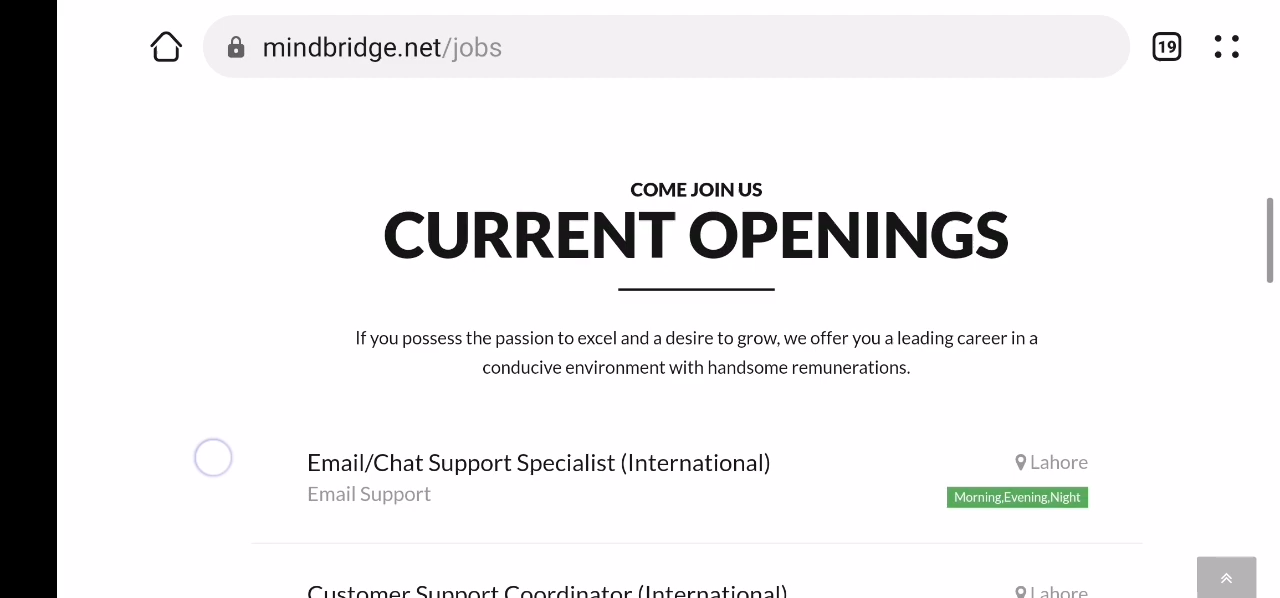 mindbridge.net/jobs
19
COME JOIN US
CURRENT OPENINGS
If you possess the passion to excel and a desire to grow, we offer you a leading career in a
conducive environment with handsome remunerations.
Email/Chat Support Specialist (International)
Lahore
Email Support
Morning,Evening,Night
Customer Support Coordinator (International)
Lahore